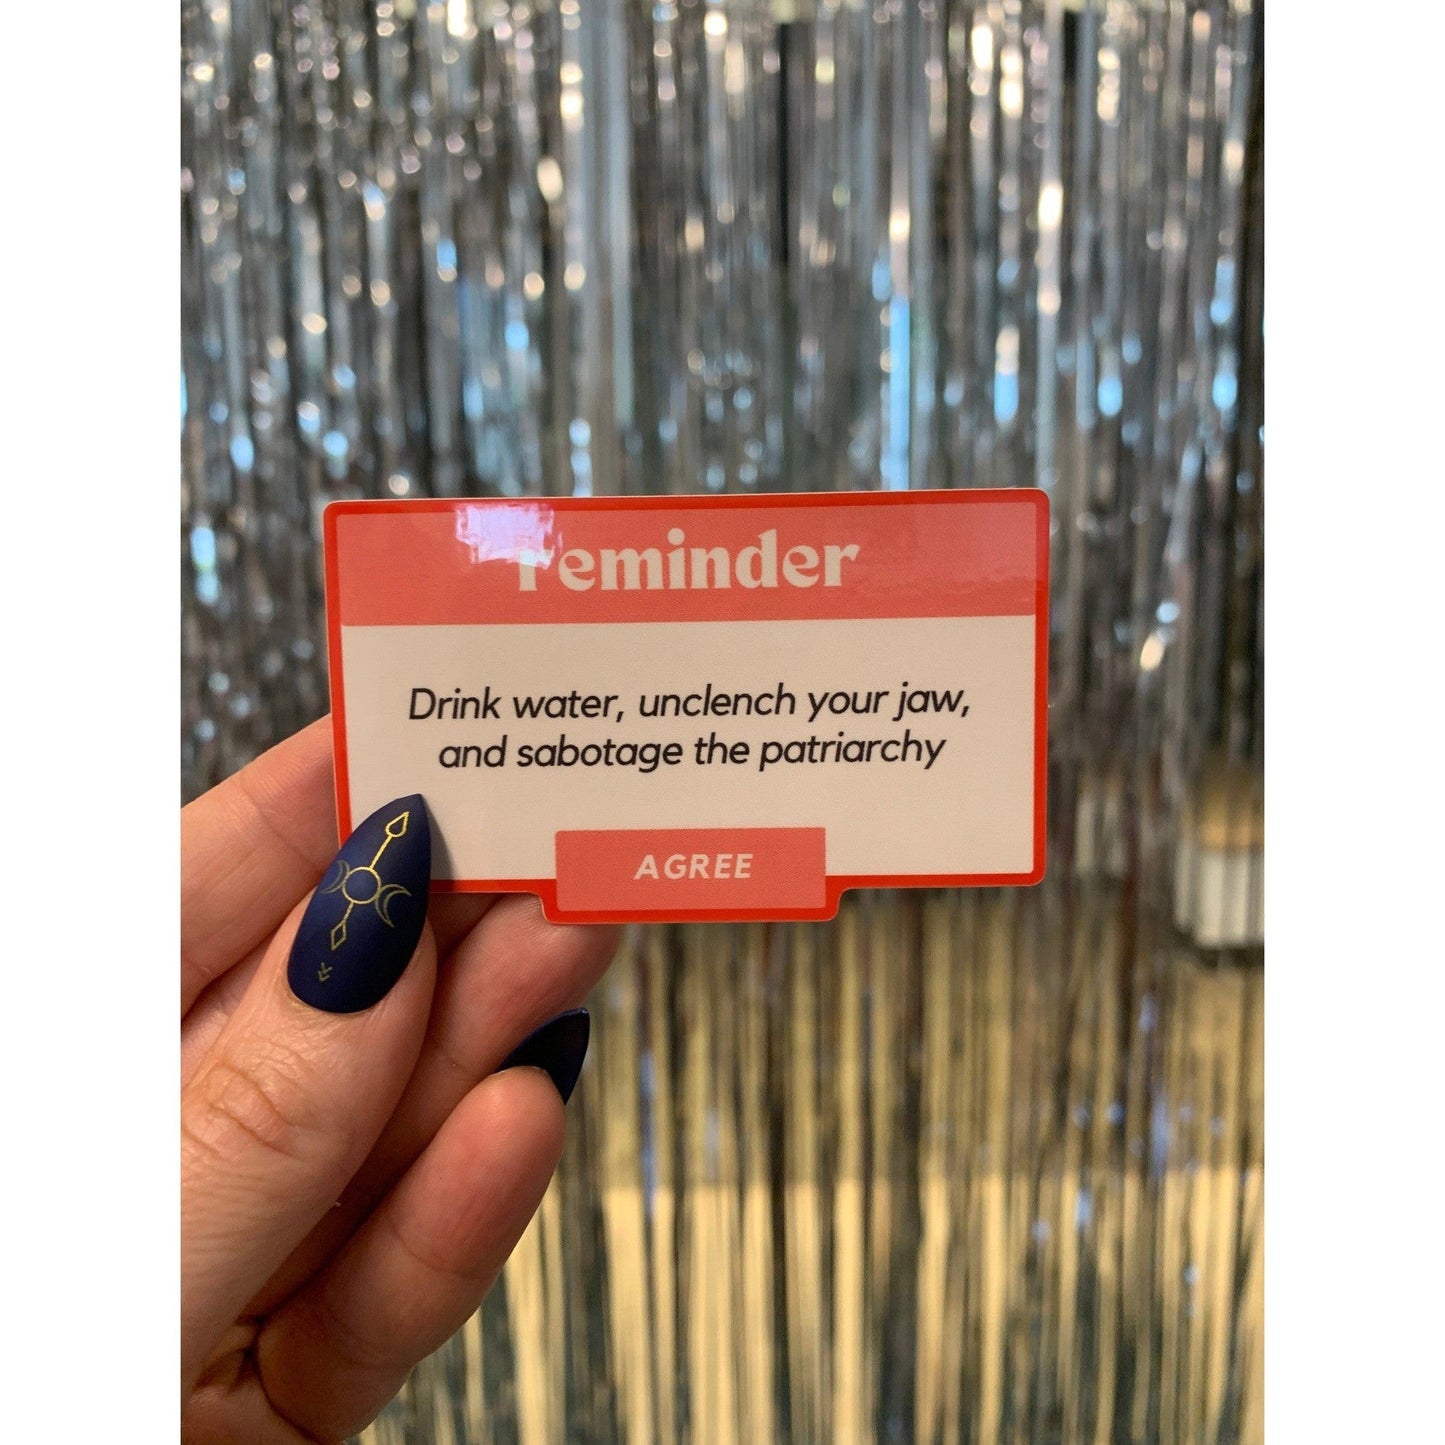 reminder
Drink water, unclench your jaw,
and sabotage the patriarchy
AGREE